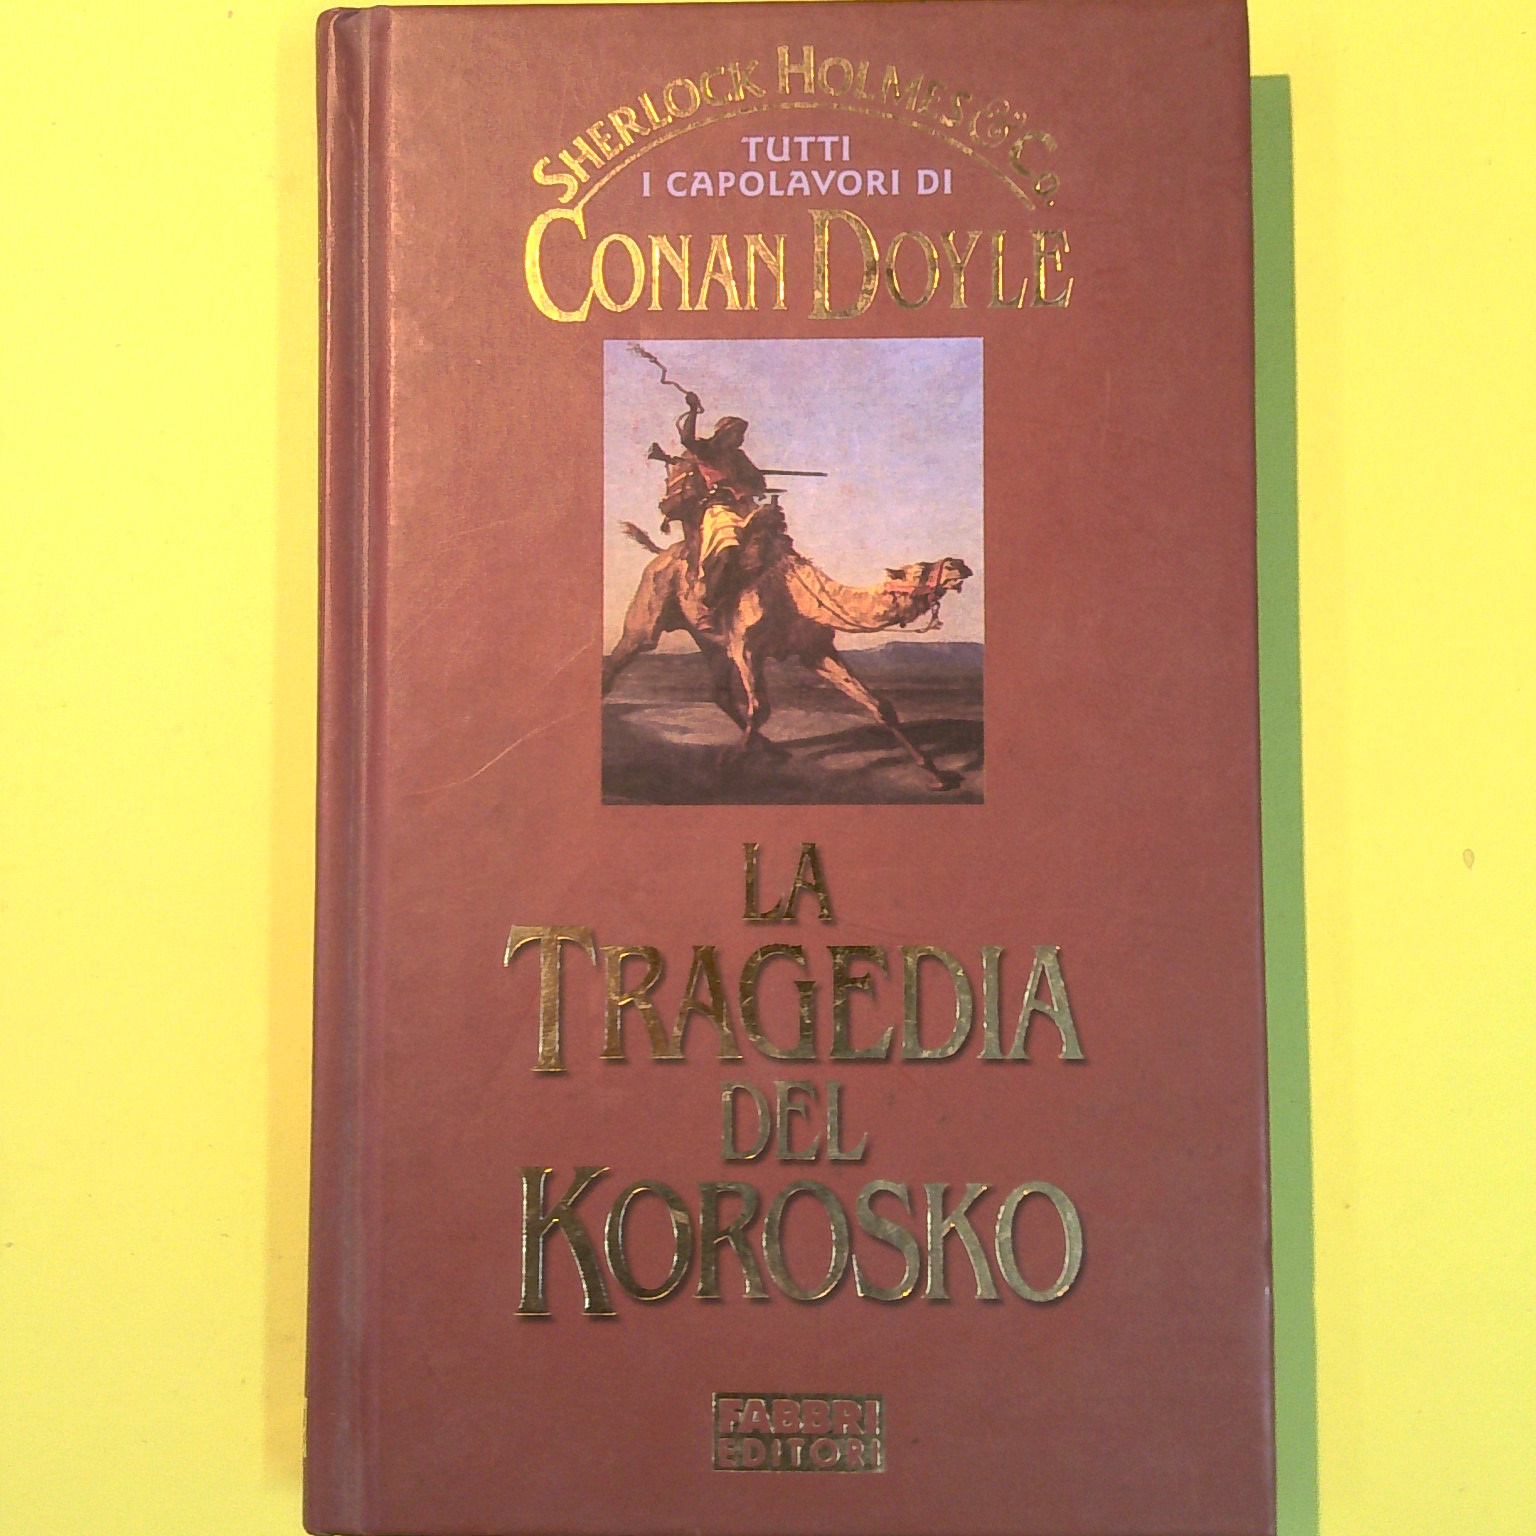 SHERLOCK HOLMES & CO.
TUTTI
I CAPOLAVORI DI
CONAN DOYLE
LA
TRAGEDIA
DEL
KOROSKO
FABBRI
EDITORI